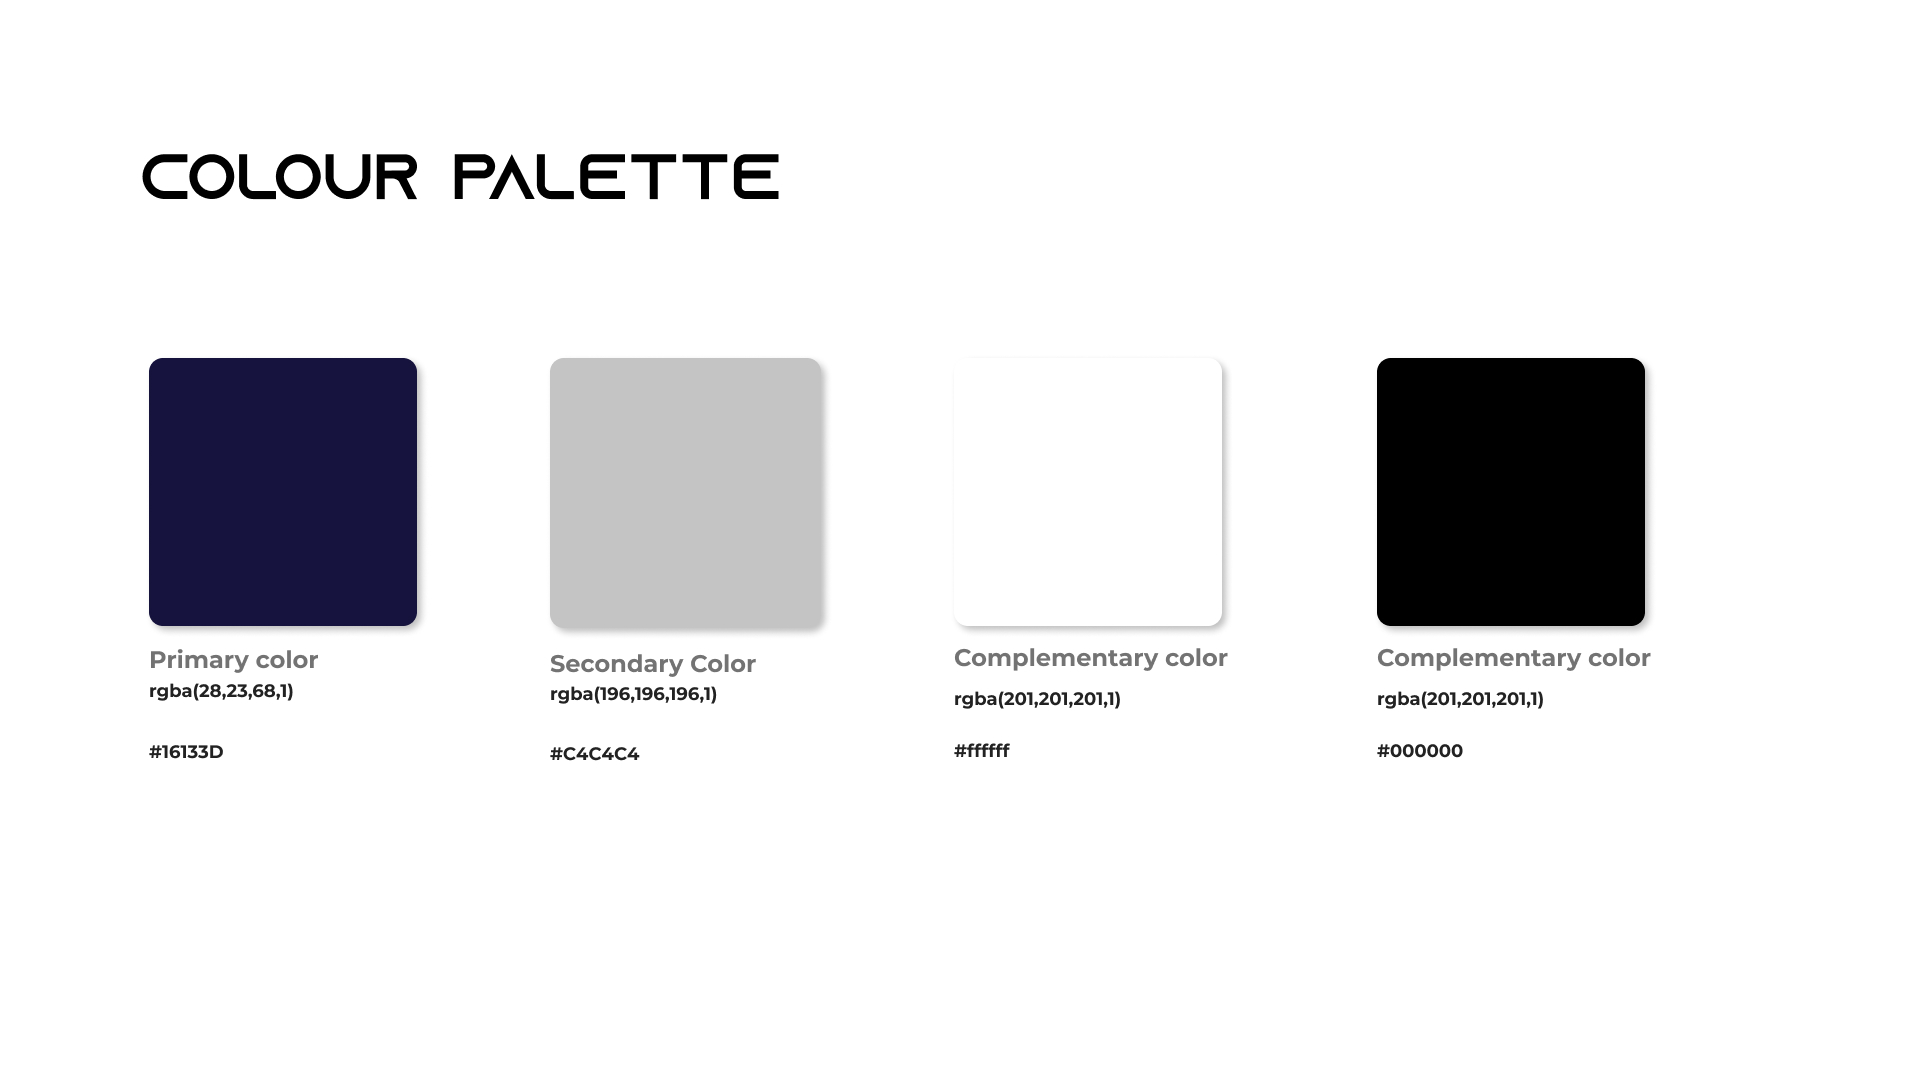 COLOUR PALETTE
Primary color
rgba(28,23,68,1)
#16133D
Secondary Color
rgba(196,196,196,1)
#C4C4C4
Complementary color
rgba(201,201,201,1)
#ffffff
Complementary color
rgba(201,201,201,1)
#000000